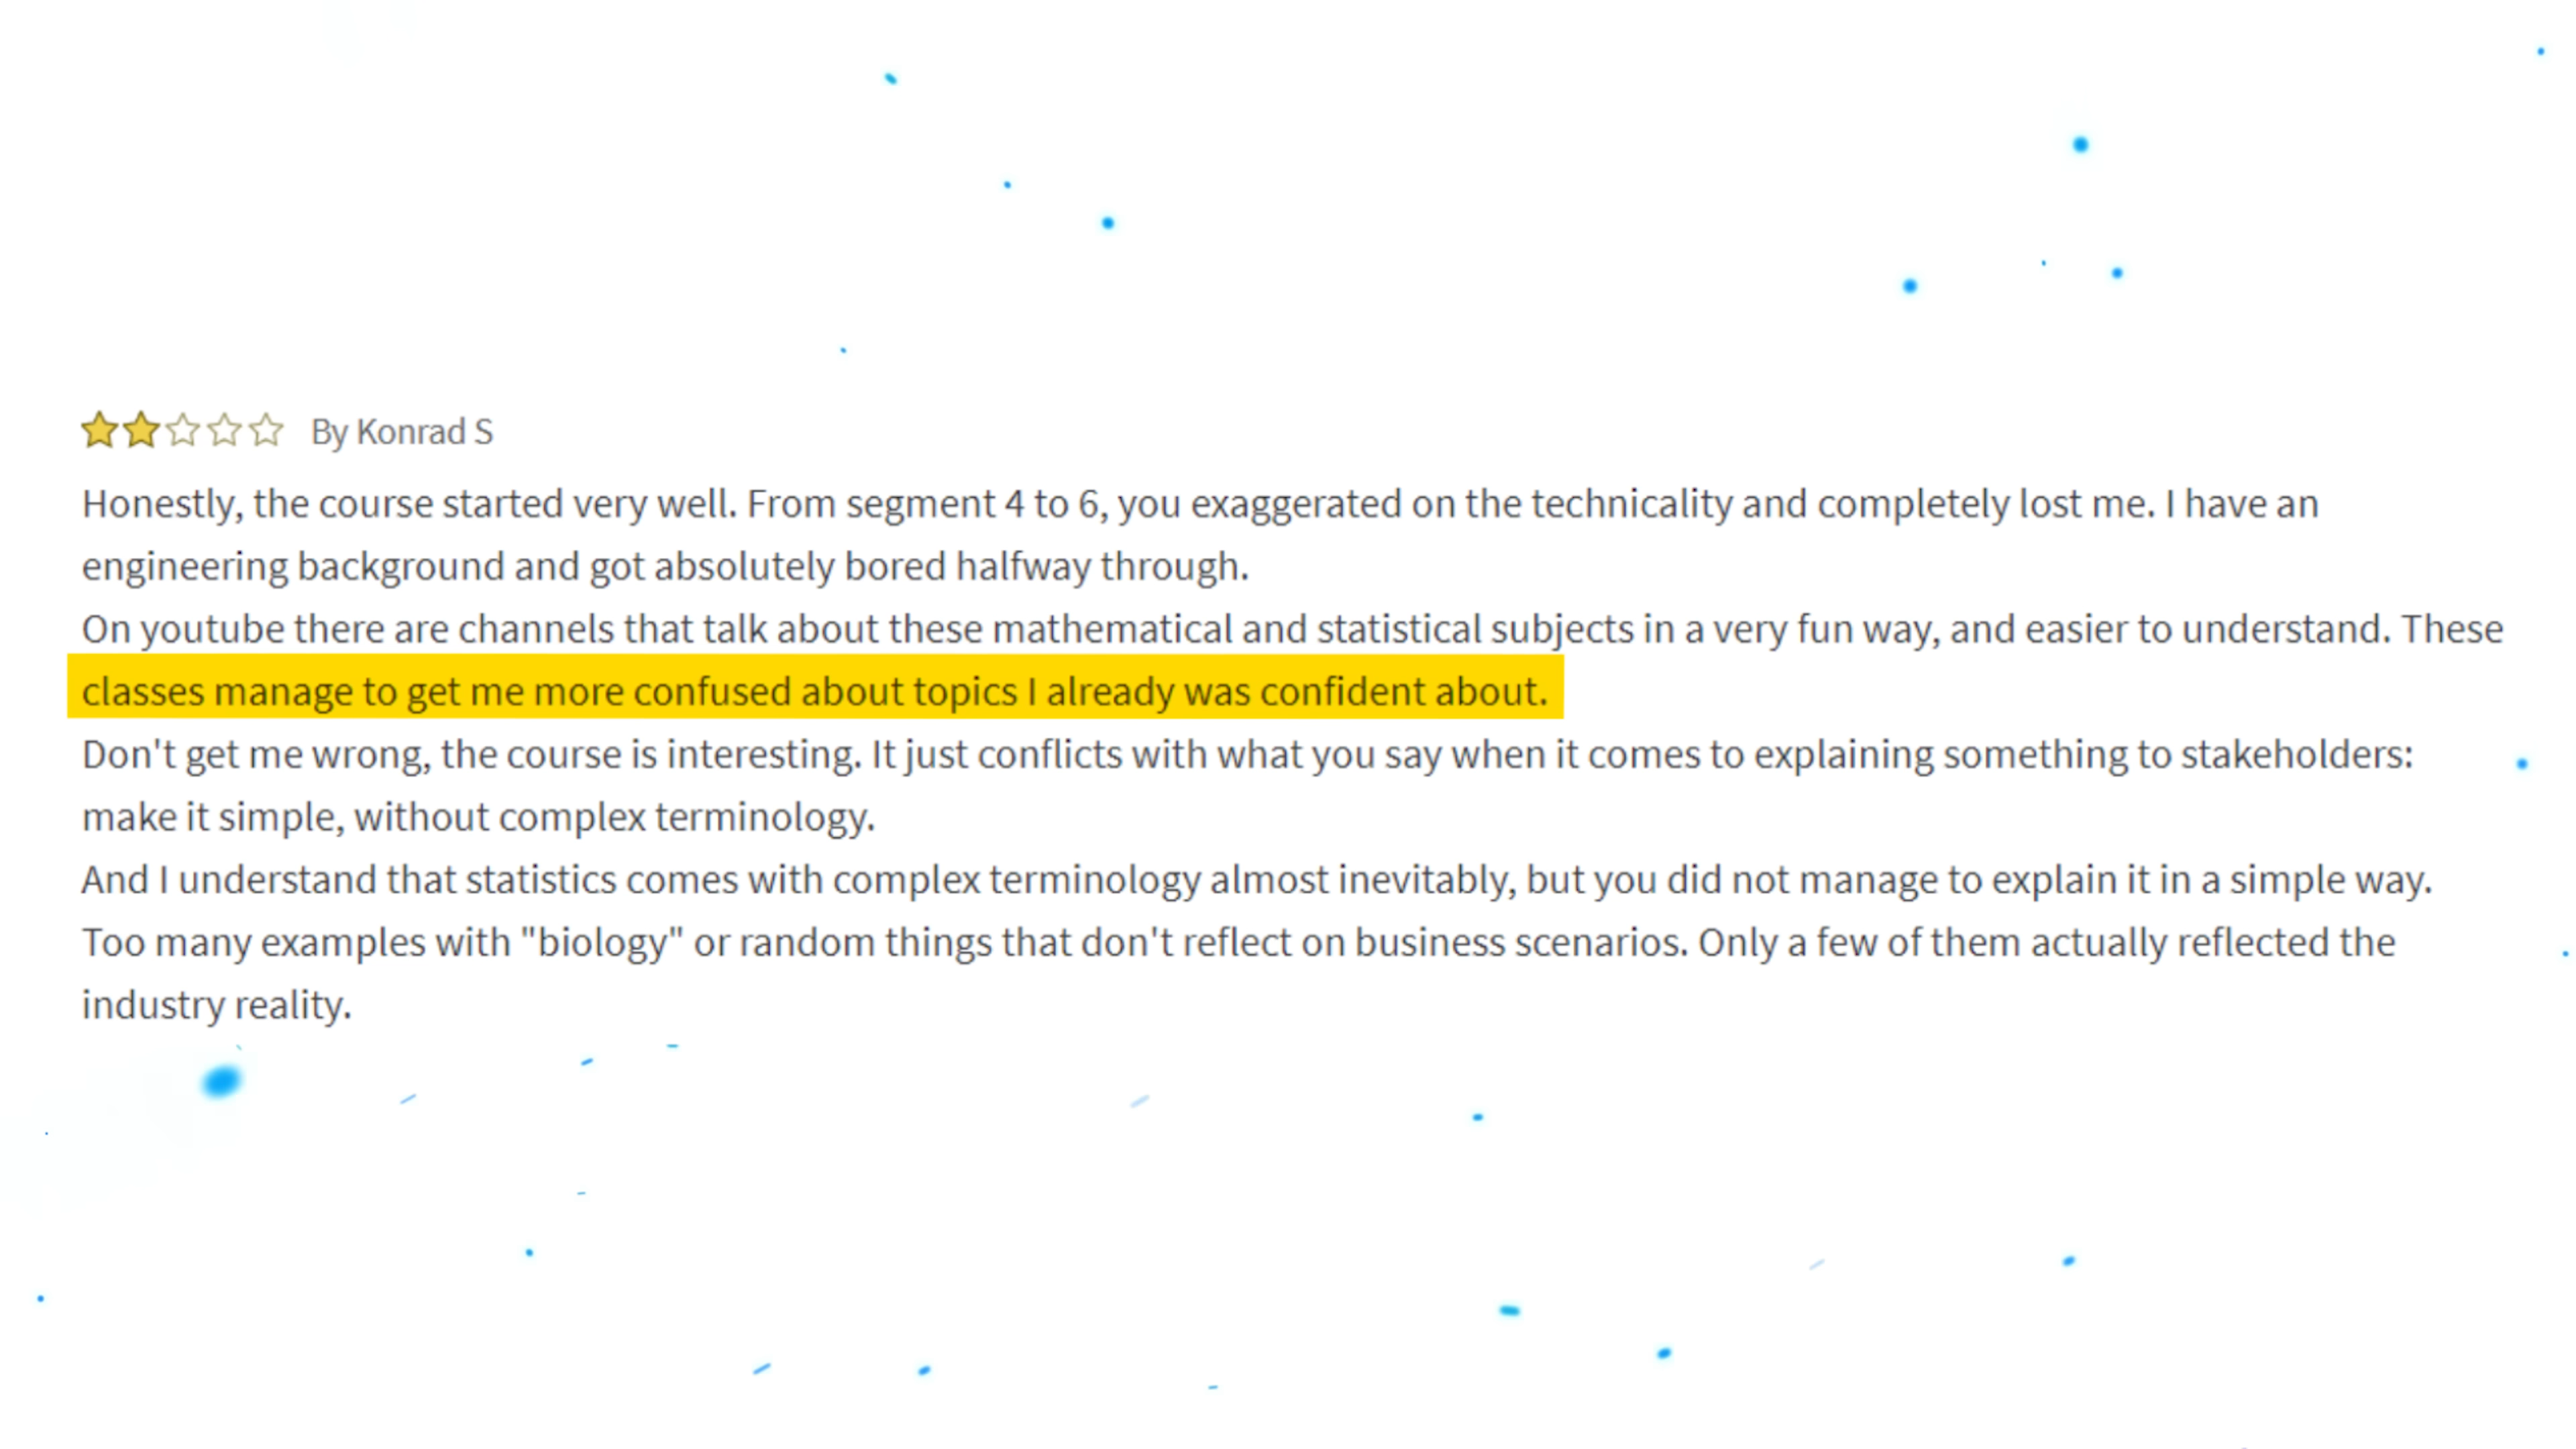 By Konrad S
Honestly, the course started very well. From segment 4 to 6, you exaggerated on the technicality and completely lost me. I have an
engineering background and got absolutely bored halfway through.
On youtube there are channels that talk about these mathematical and statistical subjects in a very fun way, and easier to understand. These
classes manage to get me more confused about topics I already was confident about.
Don't get me wrong, the course is interesting. It just conflicts with what you say when it comes to explaining something to stakeholders:
make it simple, without complex terminology.
And I understand that statistics comes with complex terminology almost inevitably, but you did not manage to explain it in a simple way.
Too many examples with "biology" or random things that don't reflect on business scenarios. Only a few of them actually reflected the
industry reality.